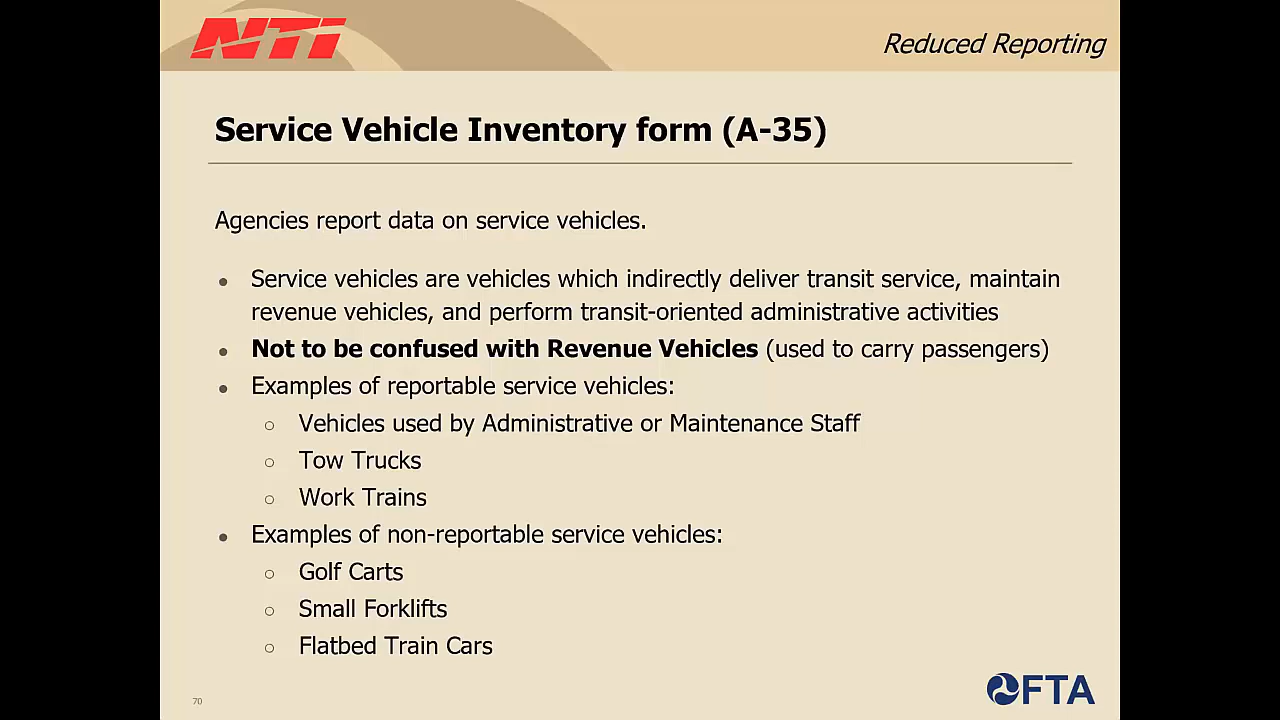 NTI
Reduced Reporting
Service Vehicle Inventory form (A-35)
Agencies report data on service vehicles.
● Service vehicles are vehicles which indirectly deliver transit service, maintain
revenue vehicles, and perform transit-oriented administrative activities
● Not to be confused with Revenue Vehicles (used to carry passengers)
● Examples of reportable service vehicles:
○ Vehicles used by Administrative or Maintenance Staff
○ Tow Trucks
○ Work Trains
● Examples of non-reportable service vehicles:
○ Golf Carts
○ Small Forklifts
○ Flatbed Train Cars
70
FTA